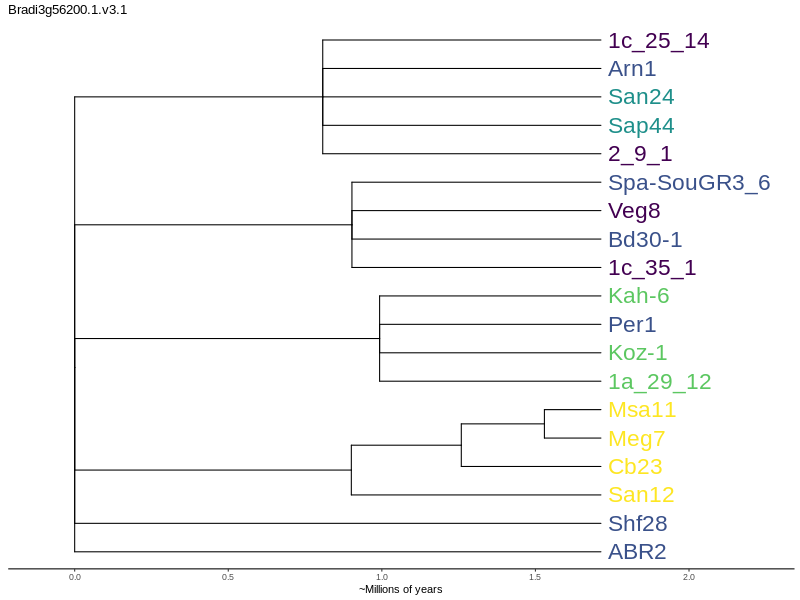 Bradi3g56200.1.v3.1
1c_25_14
Arn1
San24
Sap44
2_9_1
Spa-SouGR3_6
Veg8
Bd30-1
1c_35_1
Kah-6
Per1
Koz-1
1a_29_12
Msa11
Meg7
Cb23
San12
Shf28
ABR2
0.0 0.5 1.0 1.5 2.0
~Millions of years